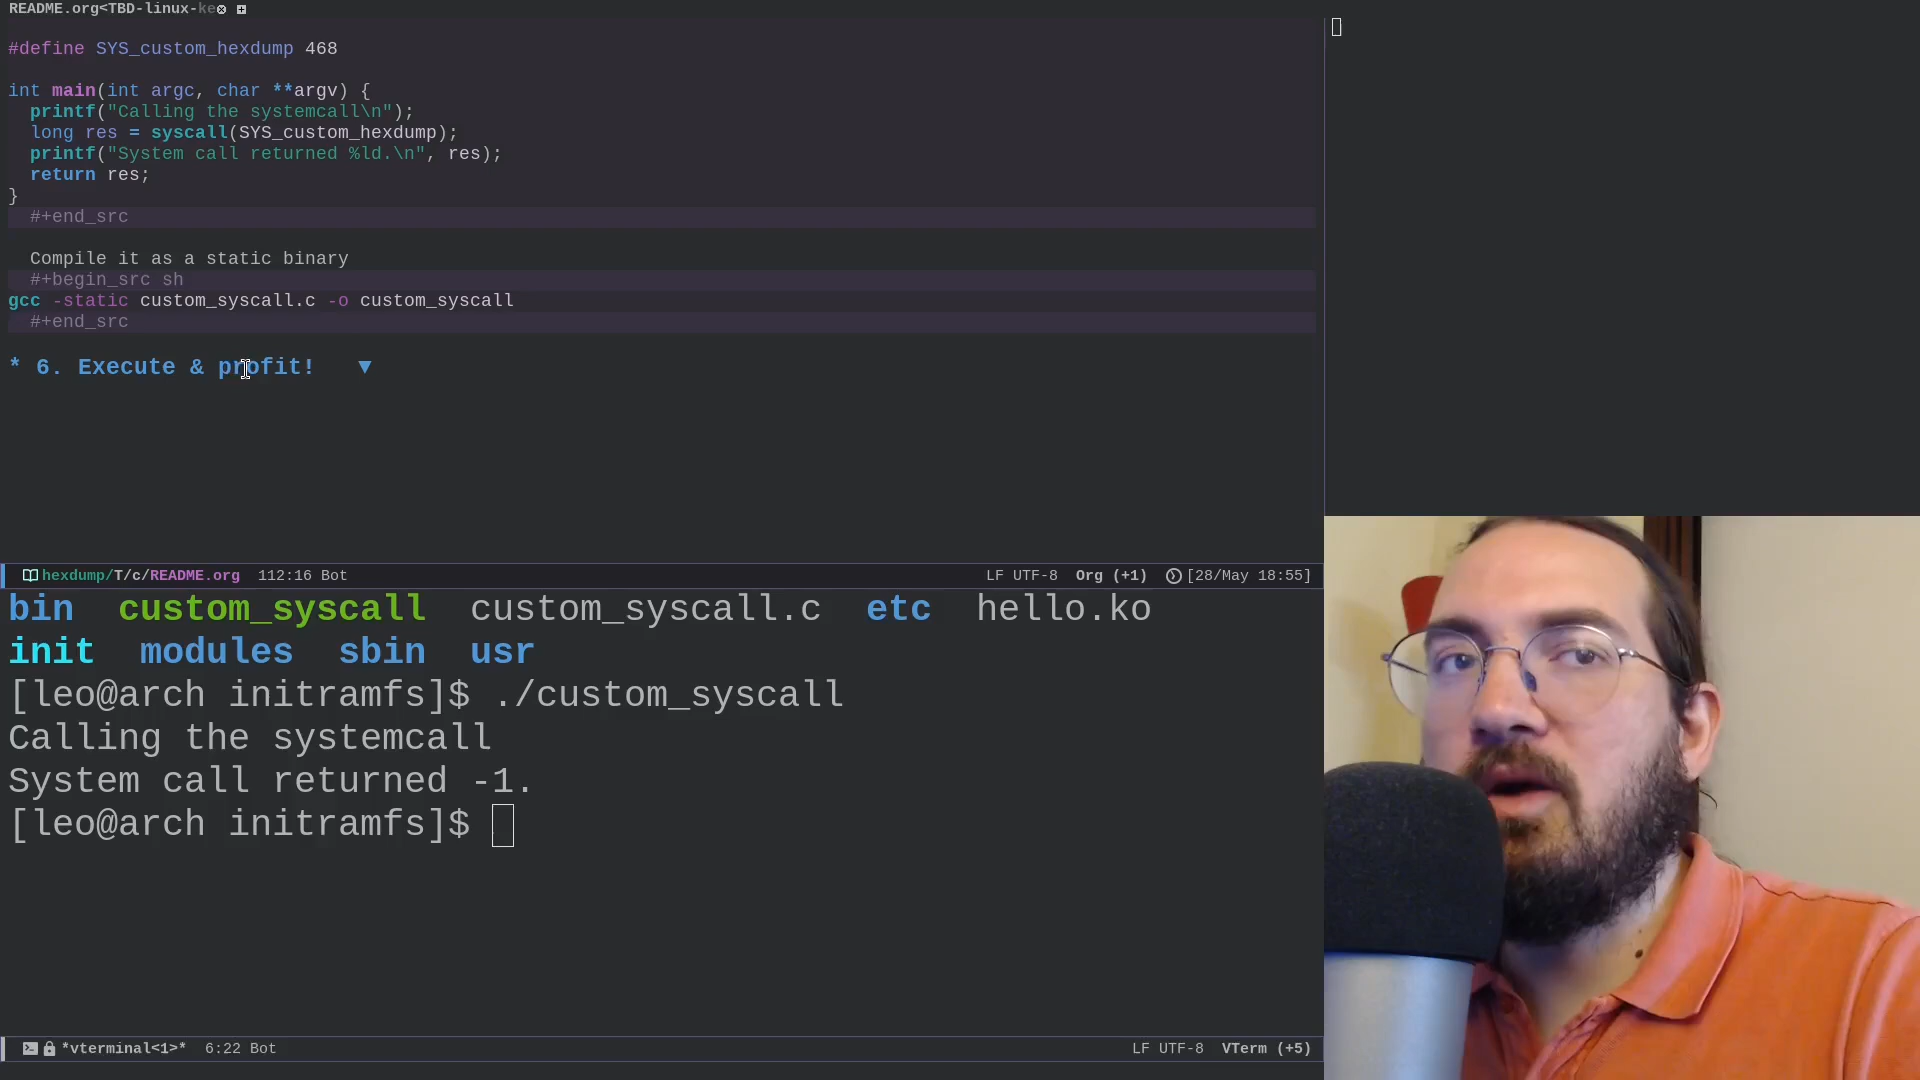 README.org<TBD-linux-ke
#define SYS_custom_hexdump 468
int main(int argc, char **argv) {
printf("Calling the systemcall\n");
long res = syscall(SYS_custom_hexdump);
printf("System call returned %ld.\n", res);
return res;
}
#+end_src
Compile it as a static binary
#+begin_src sh
gcc -static custom_syscall.c -o custom_syscall
#+end_src
* 6. Execute & profit! ▼
hexdump/T/c/README.org 112:16 Bot LF UTF-8 Org (+1) [28/May 18:55]
bin custom_syscall custom_syscall.c etc hello.ko
init modules sbin usr
[leo@arch initramfs]$ ./custom_syscall
Calling the systemcall
System call returned -1.
[leo@arch initramfs]$
*vterminal<1>* 6:22 Bot LF UTF-8 VTerm (+5)